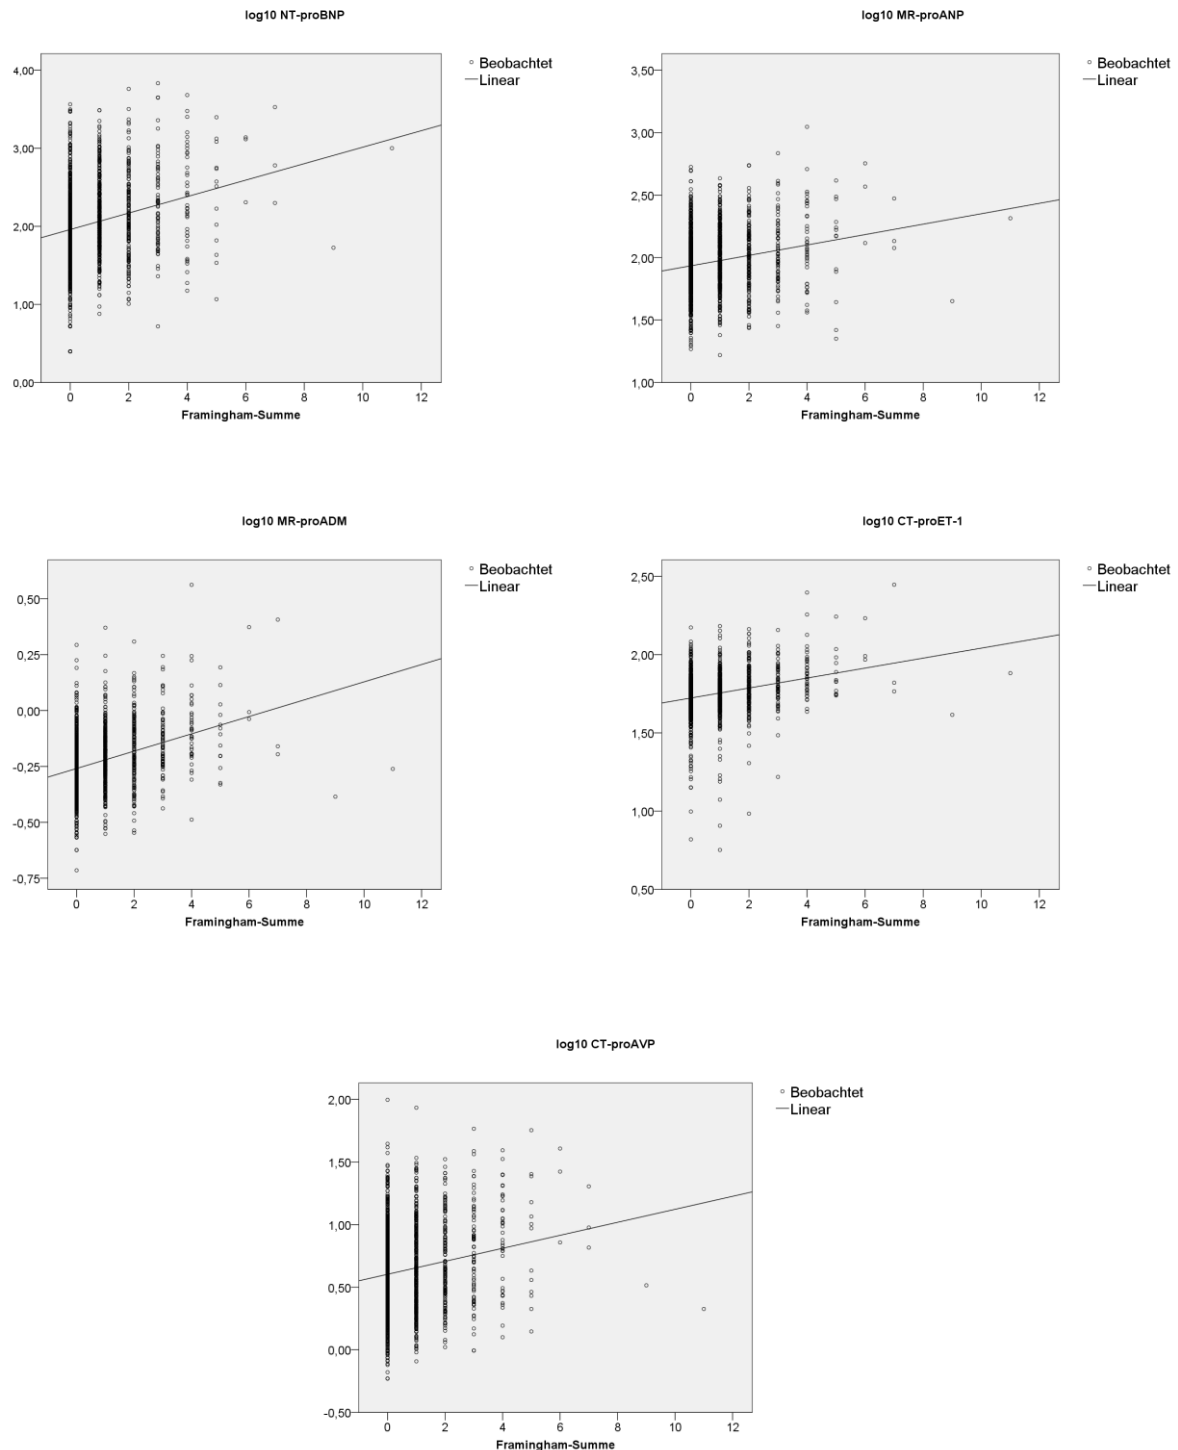 log10 NT-proBNP
4,00
3,00
2,00
1,00
0,00
0 2 4 6 8 10 12
Framingham-Summe
Beobachtet
Linear
log10 MR-proANP
3,50
3,00
2,50
2,00
1,50
1,00
0 2 4 6 8 10 12
Framingham-Summe
Beobachtet
Linear
log10 MR-proADM
0,50
0,25
0,00
-0,25
-0,50
-0,75
0 2 4 6 8 10 12
Framingham-Summe
Beobachtet
Linear
log10 CT-proET-1
2,50
2,00
1,50
1,00
0,50
0 2 4 6 8 10 12
Framingham-Summe
Beobachtet
Linear
log10 CT-proAVP
2,00
1,50
1,00
0,50
0,00
-0,50
0 2 4 6 8 10 12
Framingham-Summe
Beobachtet
Linear